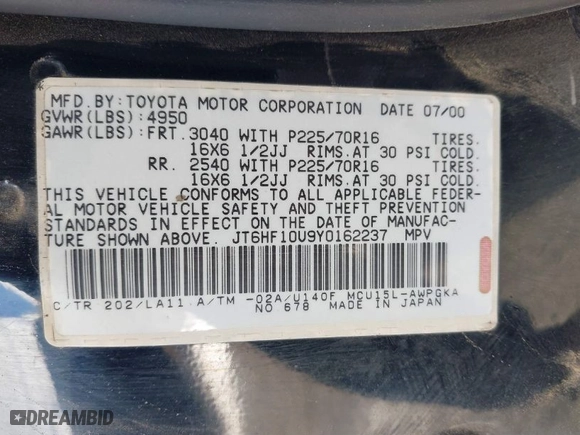 MFD.BY:TOYOTA MOTOR CORPORATION DATE 07/00
GVWR(LBS):4950
GAWR(LBS):FRT.3040 WITH P225/70R16 TIRES.
16X6 1/2JJ RIMS.AT 30 PSI COLD.
RR. 2540 WITH P225/70R16 TIRES.
16X6 1/2JJ RIMS.AT 30 PSI COLD.
THIS VEHICLE CONFORMS TO ALL APPLICABLE FEDER-
AL MOTOR VEHICLE SAFETY AND THEFT PREVENTION
STANDARDS IN EFFECT ON THE DATE OF MANUFAC-
TURE SHOWN ABOVE. JT6HF10U9Y0162237 MPV
C/TR 202/LA11 A/TM -02A/U140F MCU15L-AWPGKA
NO 678 MADE IN JAPAN
DREAMBID